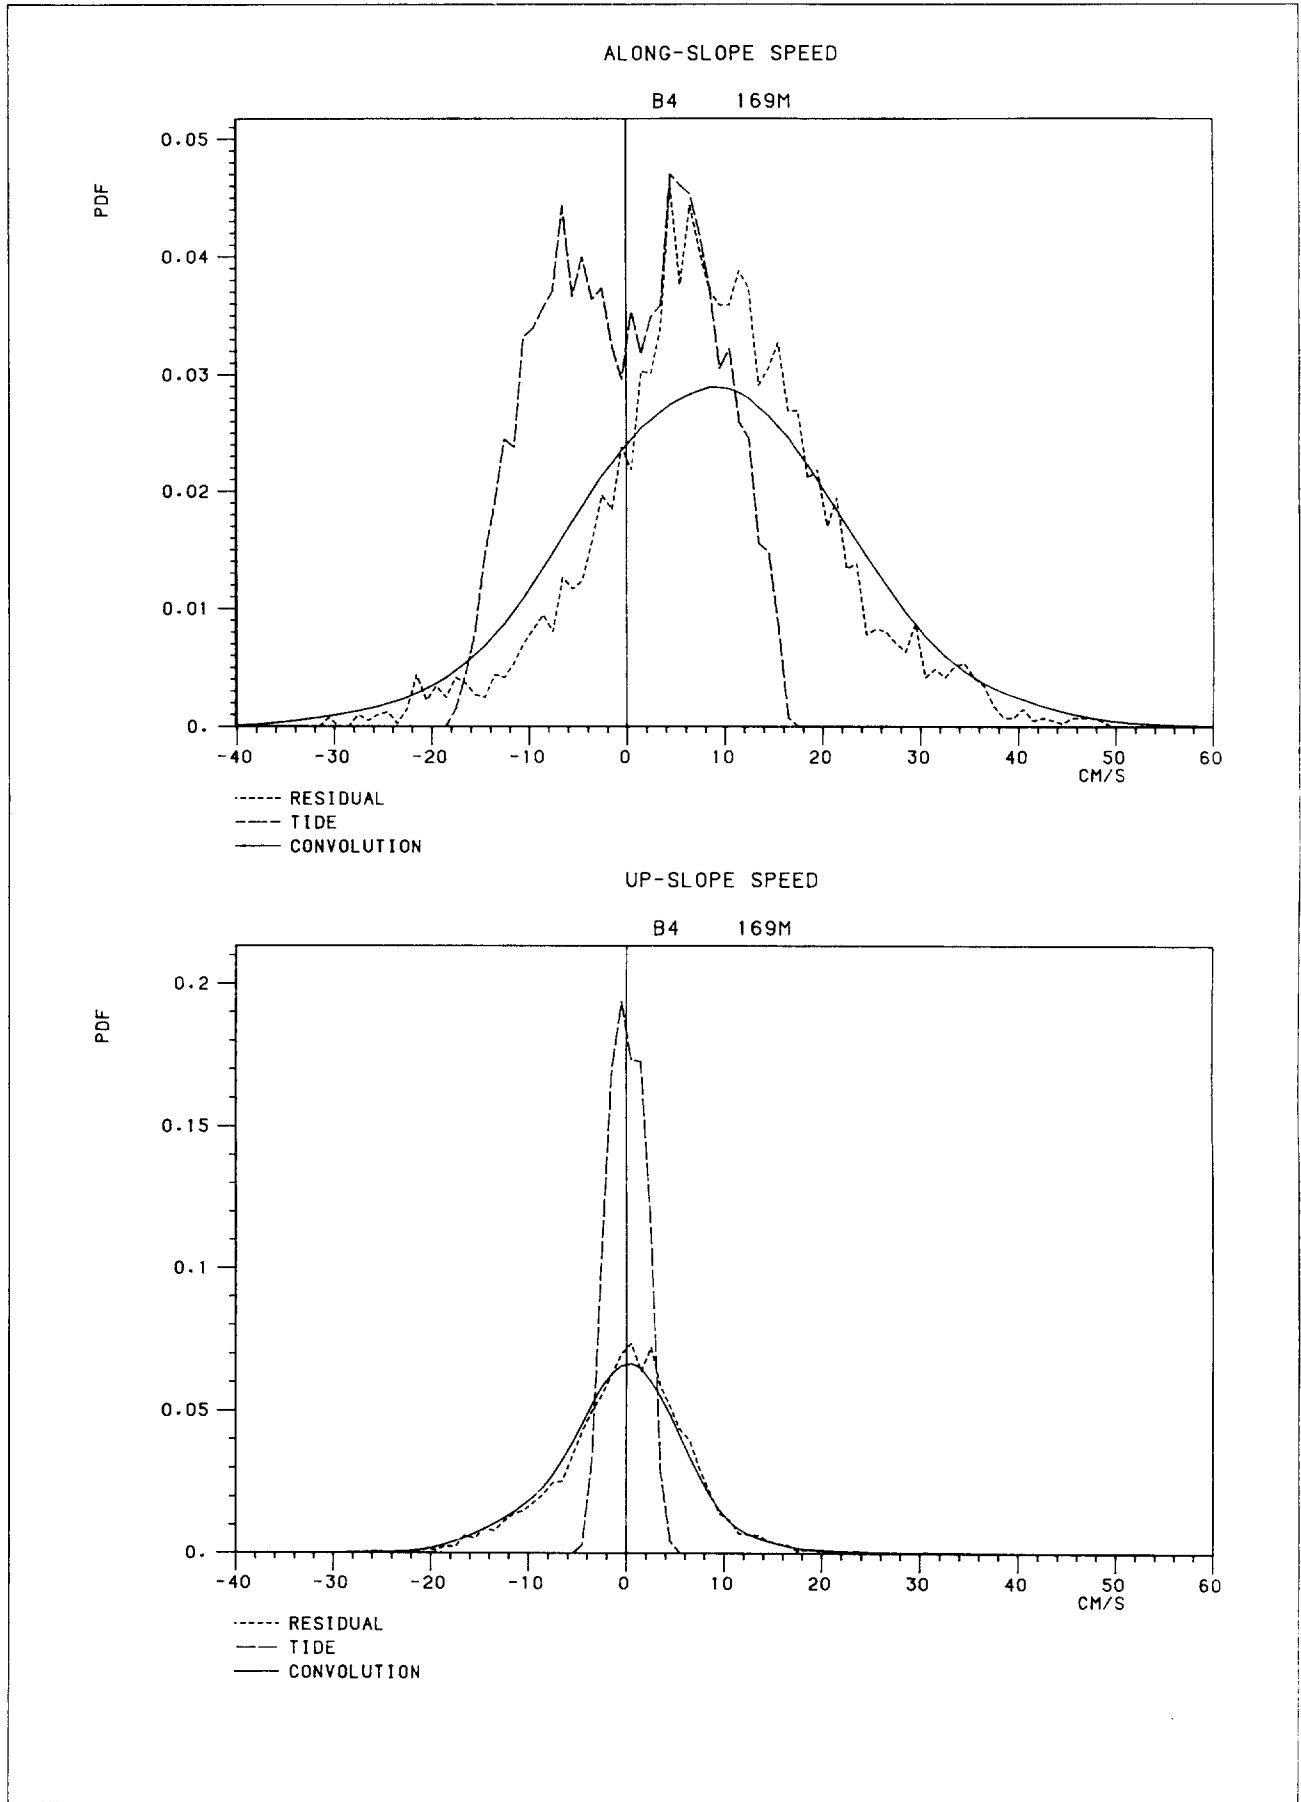 ALONG-SLOPE SPEED
B4 169M
PDF
0.05
0.04
0.03
0.02
0.01
0.
-40 -30 -20 -10 0 10 20 30 40 50 60
CM/S
RESIDUAL
TIDE
CONVOLUTION
UP-SLOPE SPEED
B4 169M
PDF
0.2
0.15
0.1
0.05
0.
-40 -30 -20 -10 0 10 20 30 40 50 60
CM/S
RESIDUAL
TIDE
CONVOLUTION